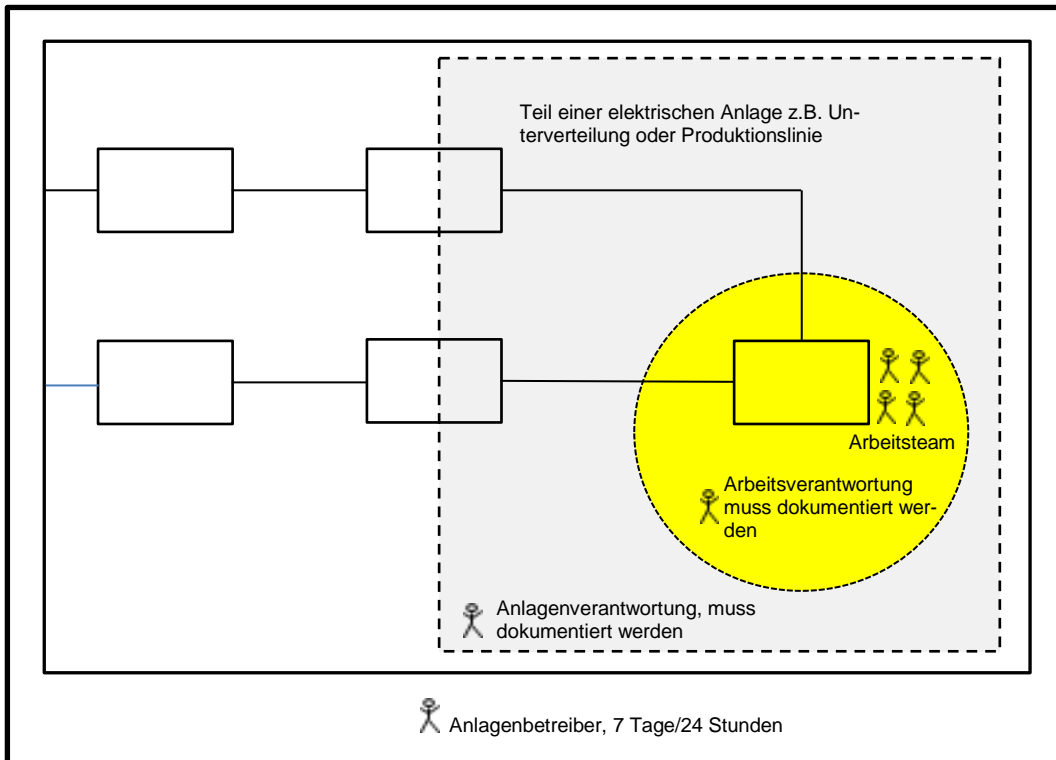 Teil einer elektrischen Anlage z.B. Un-
terverteilung oder Produktionslinie
Arbeitsteam
Arbeitsverantwortung
muss dokumentiert wer-
den
Anlagenverantwortung, muss
dokumentiert werden
Anlagenbetreiber, 7 Tage/24 Stunden